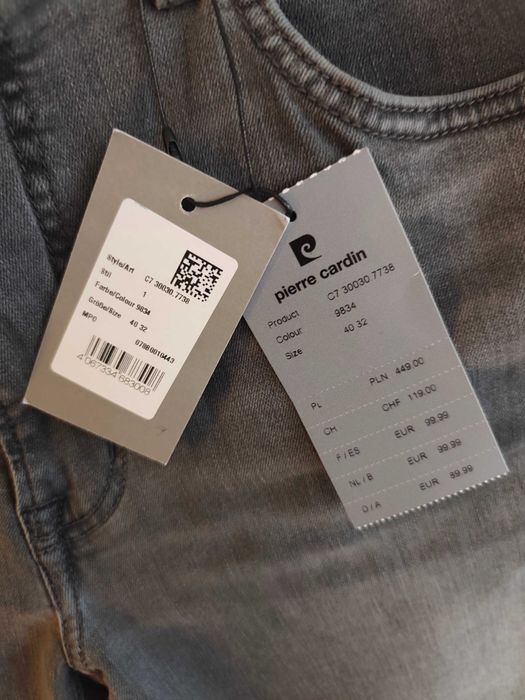 Style/Art C7 30030.7738
Stil 1
Farbe/Colour 9834
Größe/Size 40 32
MPO 0786001D443
4 067334 683008
pierre cardin
Product C7 30030.7738
Colour 9834
Size 40 32
PL PLN 449.00
CH CHF 119.00
F / ES EUR 99.99
NL / B EUR 99.99
D / A EUR 89.99